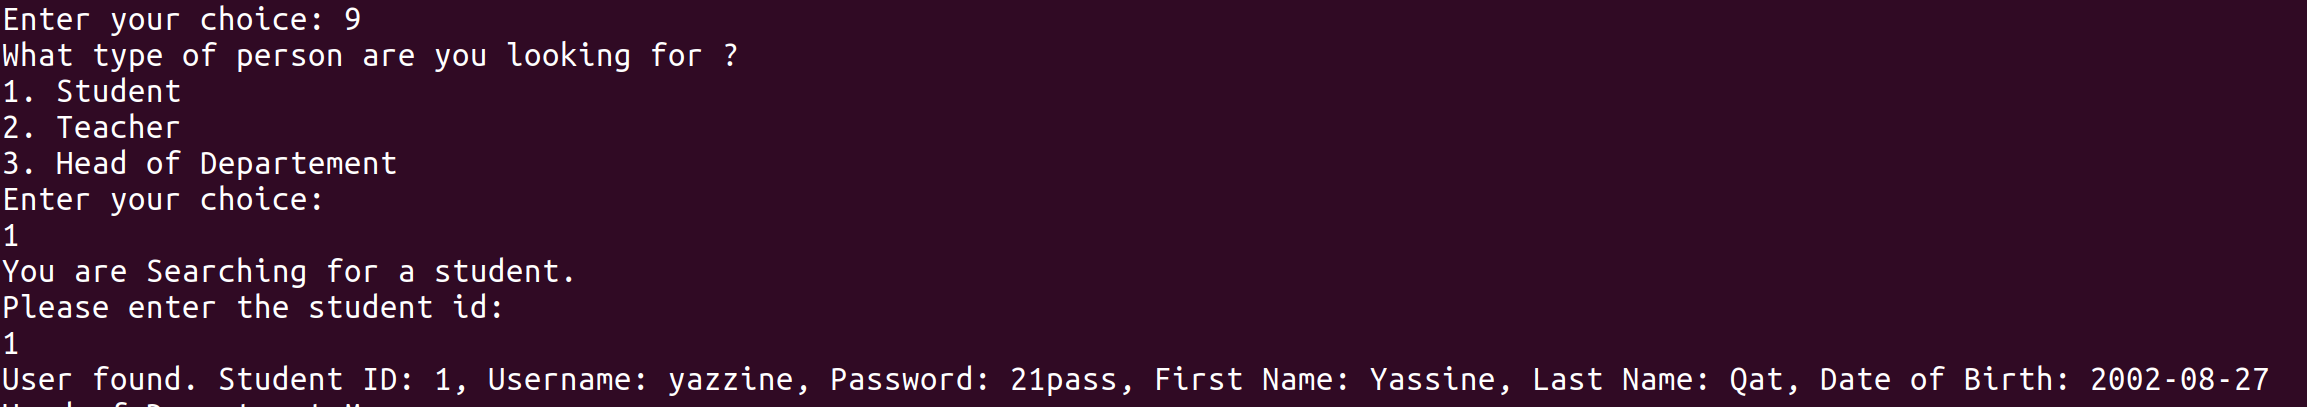 Enter your choice: 9
What type of person are you looking for ?
1. Student
2. Teacher
3. Head of Departement
Enter your choice:
1
You are Searching for a student.
Please enter the student id:
1
User found. Student ID: 1, Username: yazzine, Password: 21pass, First Name: Yassine, Last Name: Qat, Date of Birth: 2002-08-27